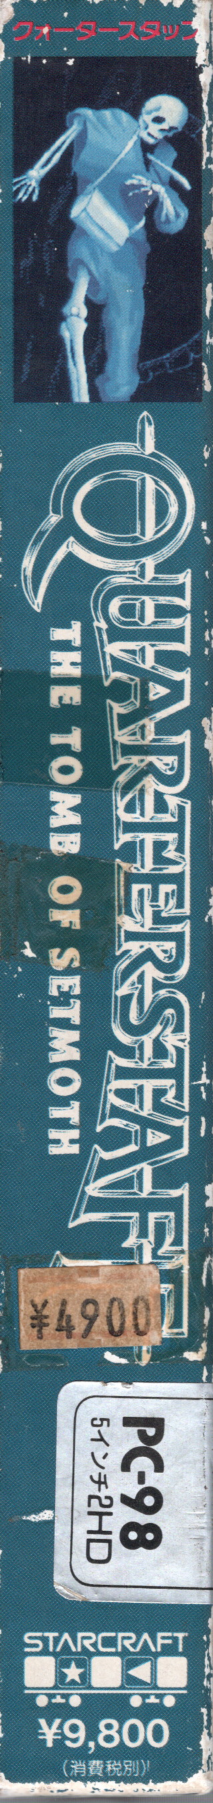 クォータースタッフ
QUARTERSTAFF
THE TOMB OF SETMOTH
¥4900
PC-98
5インチ2HD
STARCRAFT
¥9,800
(消費税別)